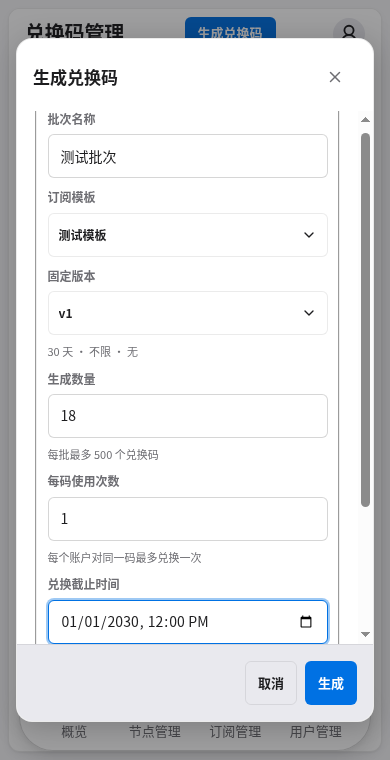 兑换码管理
生成兑换码
生成兑换码
批次名称
测试批次
订阅模板
测试模板
固定版本
v1
30 天 · 不限 · 无
生成数量
18
每批最多 500 个兑换码
每码使用次数
1
每个账户对同一码最多兑换一次
兑换截止时间
01/01/2030, 12:00 PM
取消
生成
概览
节点管理
订阅管理
用户管理